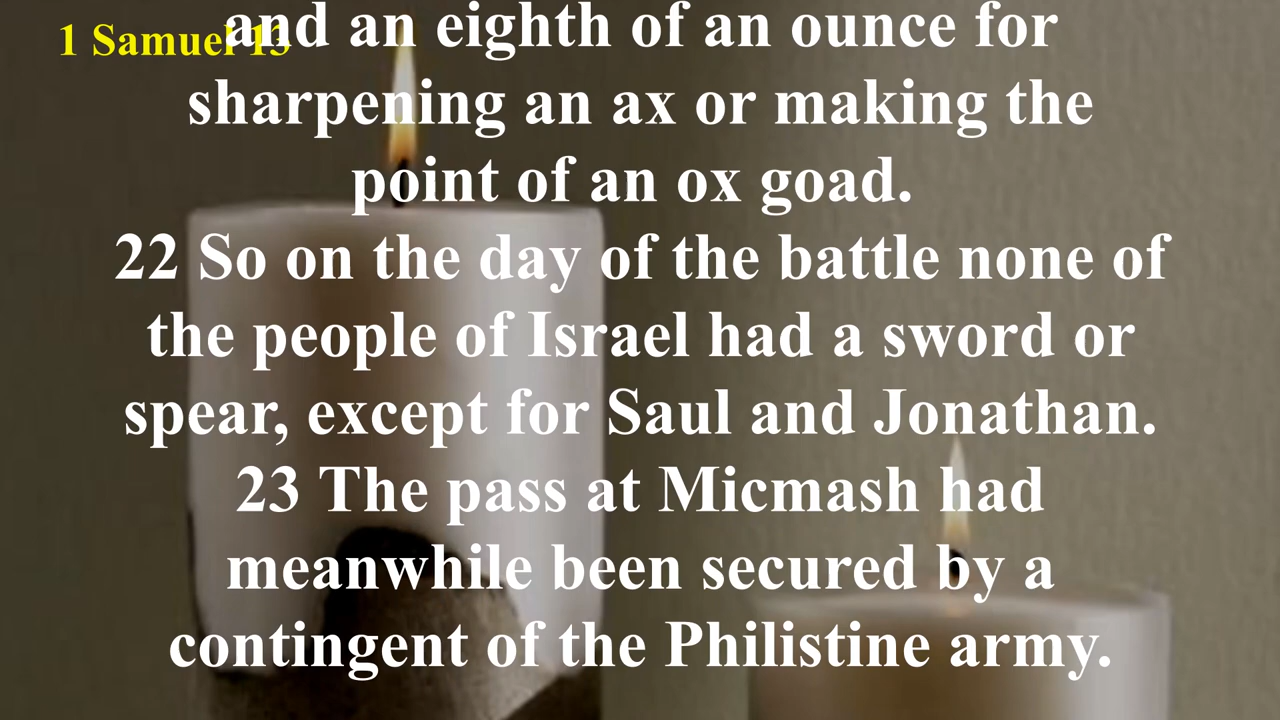 1 Samuel 13
and an eighth of an ounce for
sharpening an ax or making the
point of an ox goad.
22 So on the day of the battle none of
the people of Israel had a sword or
spear, except for Saul and Jonathan.
23 The pass at Micmash had
meanwhile been secured by a
contingent of the Philistine army.